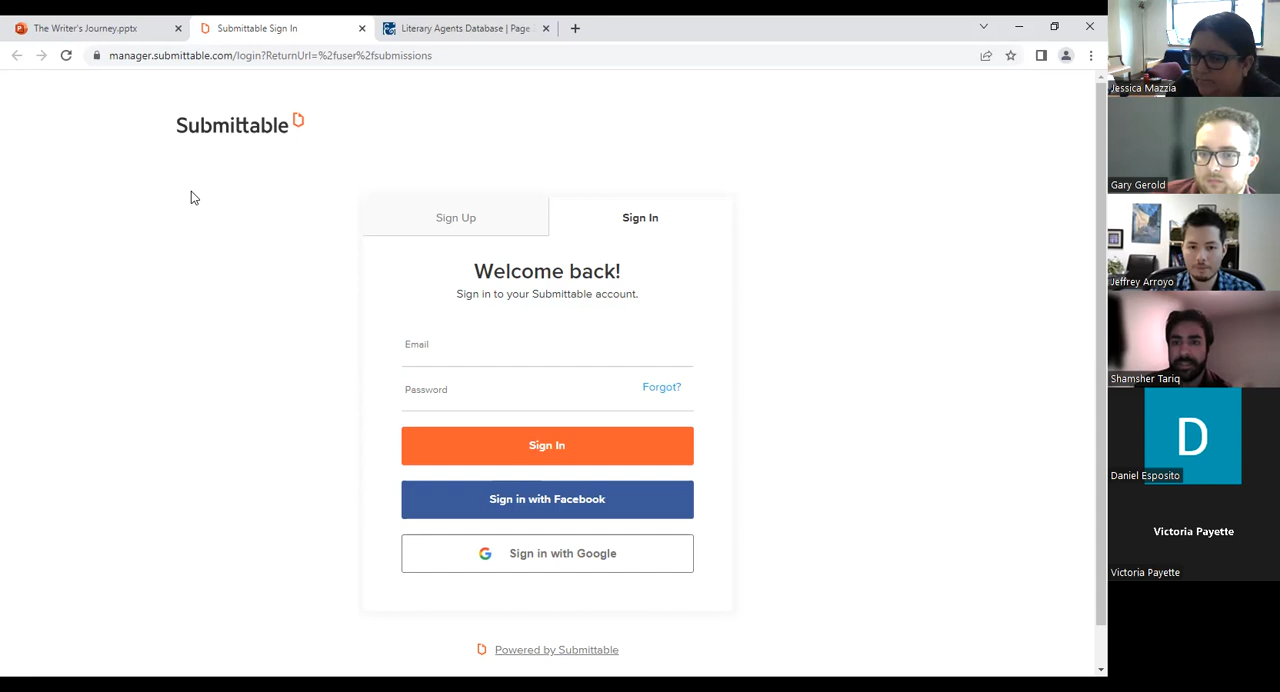 The Writer's Journey.pptx
Submittable Sign In
Literary Agents Database | Page
manager.submittable.com/login?ReturnUrl=%2fuser%2fsubmissions
Submittable
Sign Up
Sign In
Welcome back!
Sign in to your Submittable account.
Email
Password
Forgot?
Sign In
Sign in with Facebook
Sign in with Google
Powered by Submittable
Jessica Mazzia
Gary Gerold
Jeffrey Arroyo
Shamsher Tariq
D
Daniel Esposito
Victoria Payette
Victoria Payette